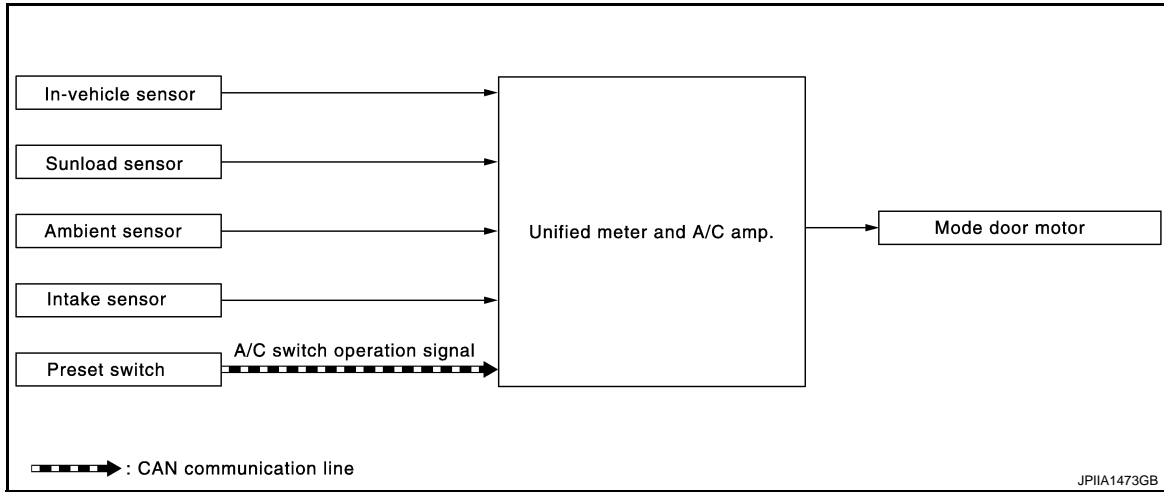 In-vehicle sensor
Sunload sensor
Ambient sensor
Intake sensor
Preset switch
A/C switch operation signal
Unified meter and A/C amp.
Mode door motor
: CAN communication line
JPIIA1473GB